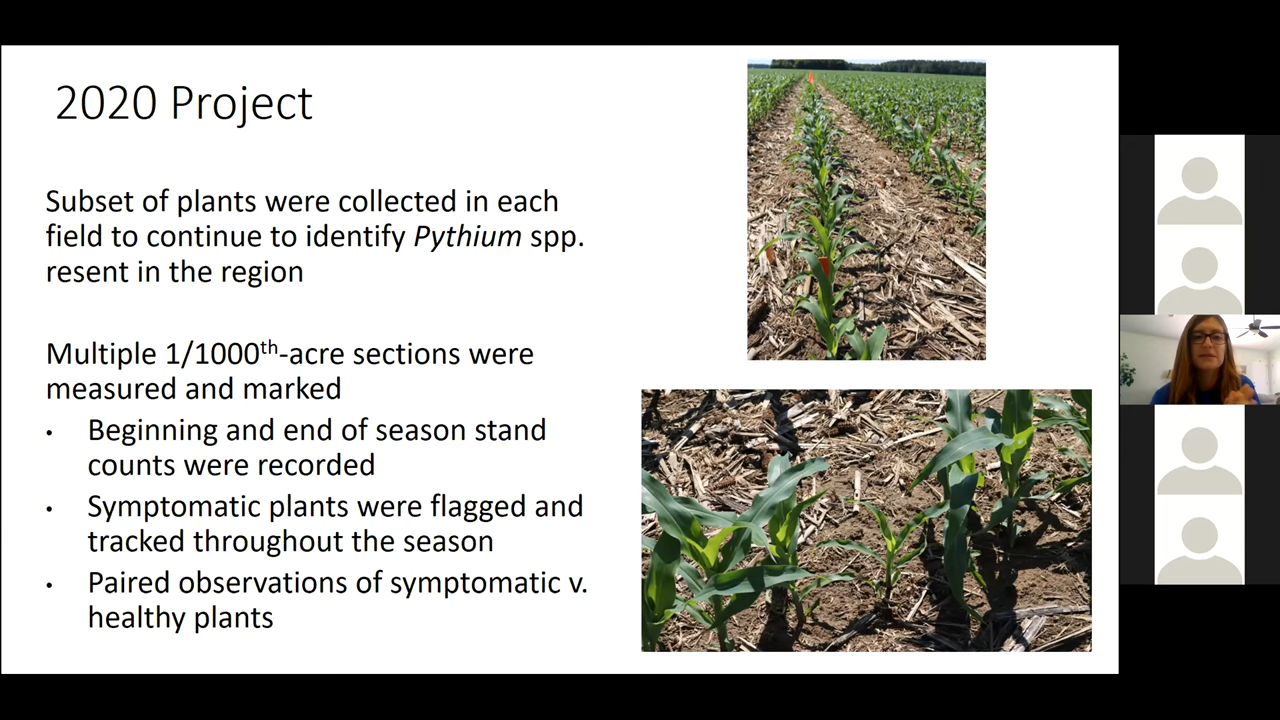 2020 Project
Subset of plants were collected in each
field to continue to identify Pythium spp.
resent in the region
Multiple 1/1000th-acre sections were
measured and marked
• Beginning and end of season stand
counts were recorded
• Symptomatic plants were flagged and
tracked throughout the season
• Paired observations of symptomatic v.
healthy plants